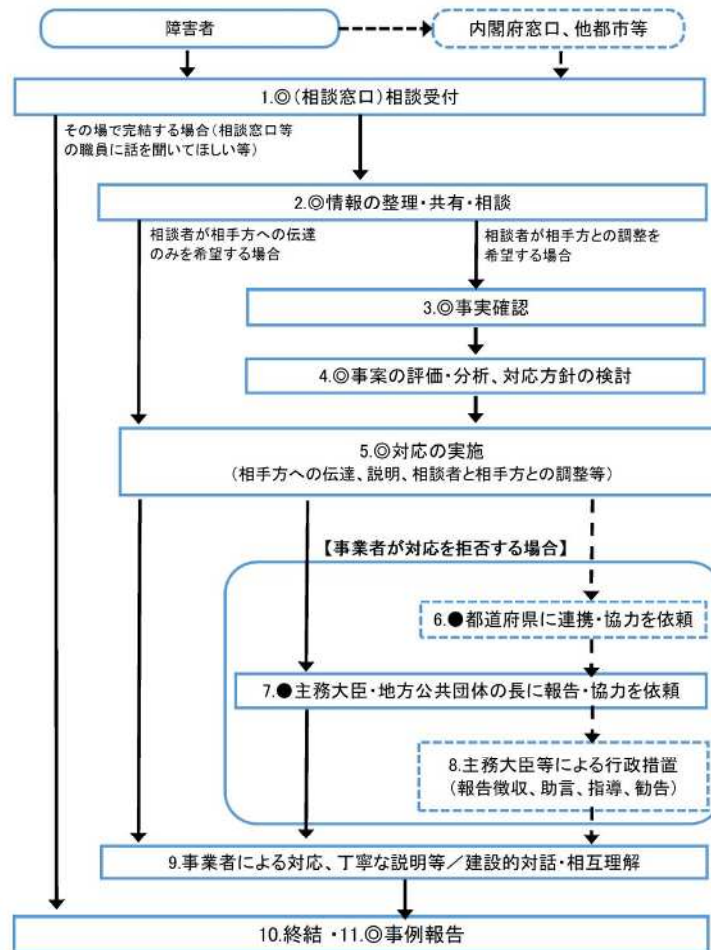 障害者
内閣府窓口、他都市等
1.◎(相談窓口)相談受付
その場で完結する場合(相談窓口等
の職員に話を聞いてほしい等)
2.◎情報の整理・共有・相談
相談者が相手方への伝達
のみを希望する場合
相談者が相手方との調整を
希望する場合
3.◎事実確認
4.◎事案の評価・分析、対応方針の検討
5.◎対応の実施
(相手方への伝達、説明、相談者と相手方との調整等)
【事業者が対応を拒否する場合】
6.●都道府県に連携・協力を依頼
7.●主務大臣・地方公共団体の長に報告・協力を依頼
8.主務大臣等による行政措置
(報告徴収、助言、指導、勧告)
9.事業者による対応、丁寧な説明等／建設的対話・相互理解
10.終結・11.◎事例報告